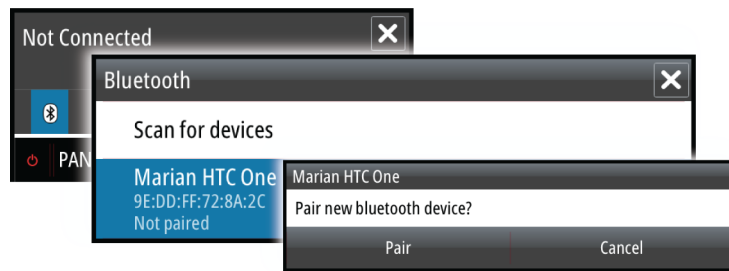 Not Connected
Bluetooth
Scan for devices
PAN
Marian HTC One
9E:DD:FF:72:8A:2C
Not paired
Marian HTC One
Pair new bluetooth device?
Pair Cancel